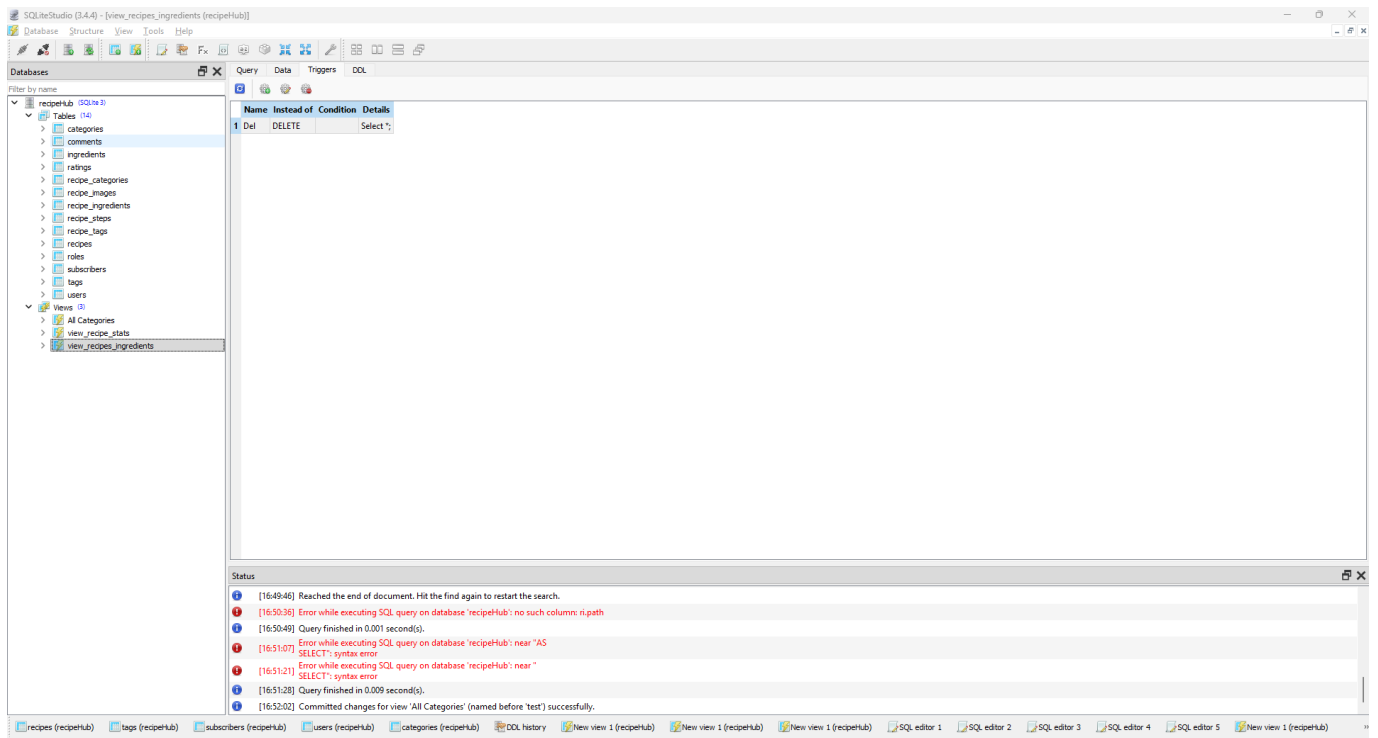 SQLiteStudio (3.4.4) - [view_recipes_ingredients (recipeHub)]
Database Structure View Tools Help
Databases
Filter by name
recipeHub (SQLite 3)
Tables (14)
categories
comments
ingredients
ratings
recipe_categories
recipe_images
recipe_ingredients
recipe_steps
recipe_tags
recipes
roles
subscribers
tags
users
Views (3)
All Categories
view_recipe_stats
view_recipes_ingredients
Query Data Triggers DDL
Name Instead of Condition Details
1 Del DELETE Select *;
Status
[16:49:46] Reached the end of document. Hit the find again to restart the search.
[16:50:36] Error while executing SQL query on database 'recipeHub': no such column: ri.path
[16:50:49] Query finished in 0.001 second(s).
[16:51:07] Error while executing SQL query on database 'recipeHub': near "AS
SELECT": syntax error
[16:51:21] Error while executing SQL query on database 'recipeHub': near "
SELECT": syntax error
[16:51:28] Query finished in 0.009 second(s).
[16:52:02] Committed changes for view 'All Categories' (named before 'test') successfully.
recipes (recipeHub) tags (recipeHub) subscribers (recipeHub) users (recipeHub) categories (recipeHub) DDL history New view 1 (recipeHub) New view 1 (recipeHub) New view 1 (recipeHub) SQL editor 1 SQL editor 2 SQL editor 3 SQL editor 4 SQL editor 5 New view 1 (recipeHub) »